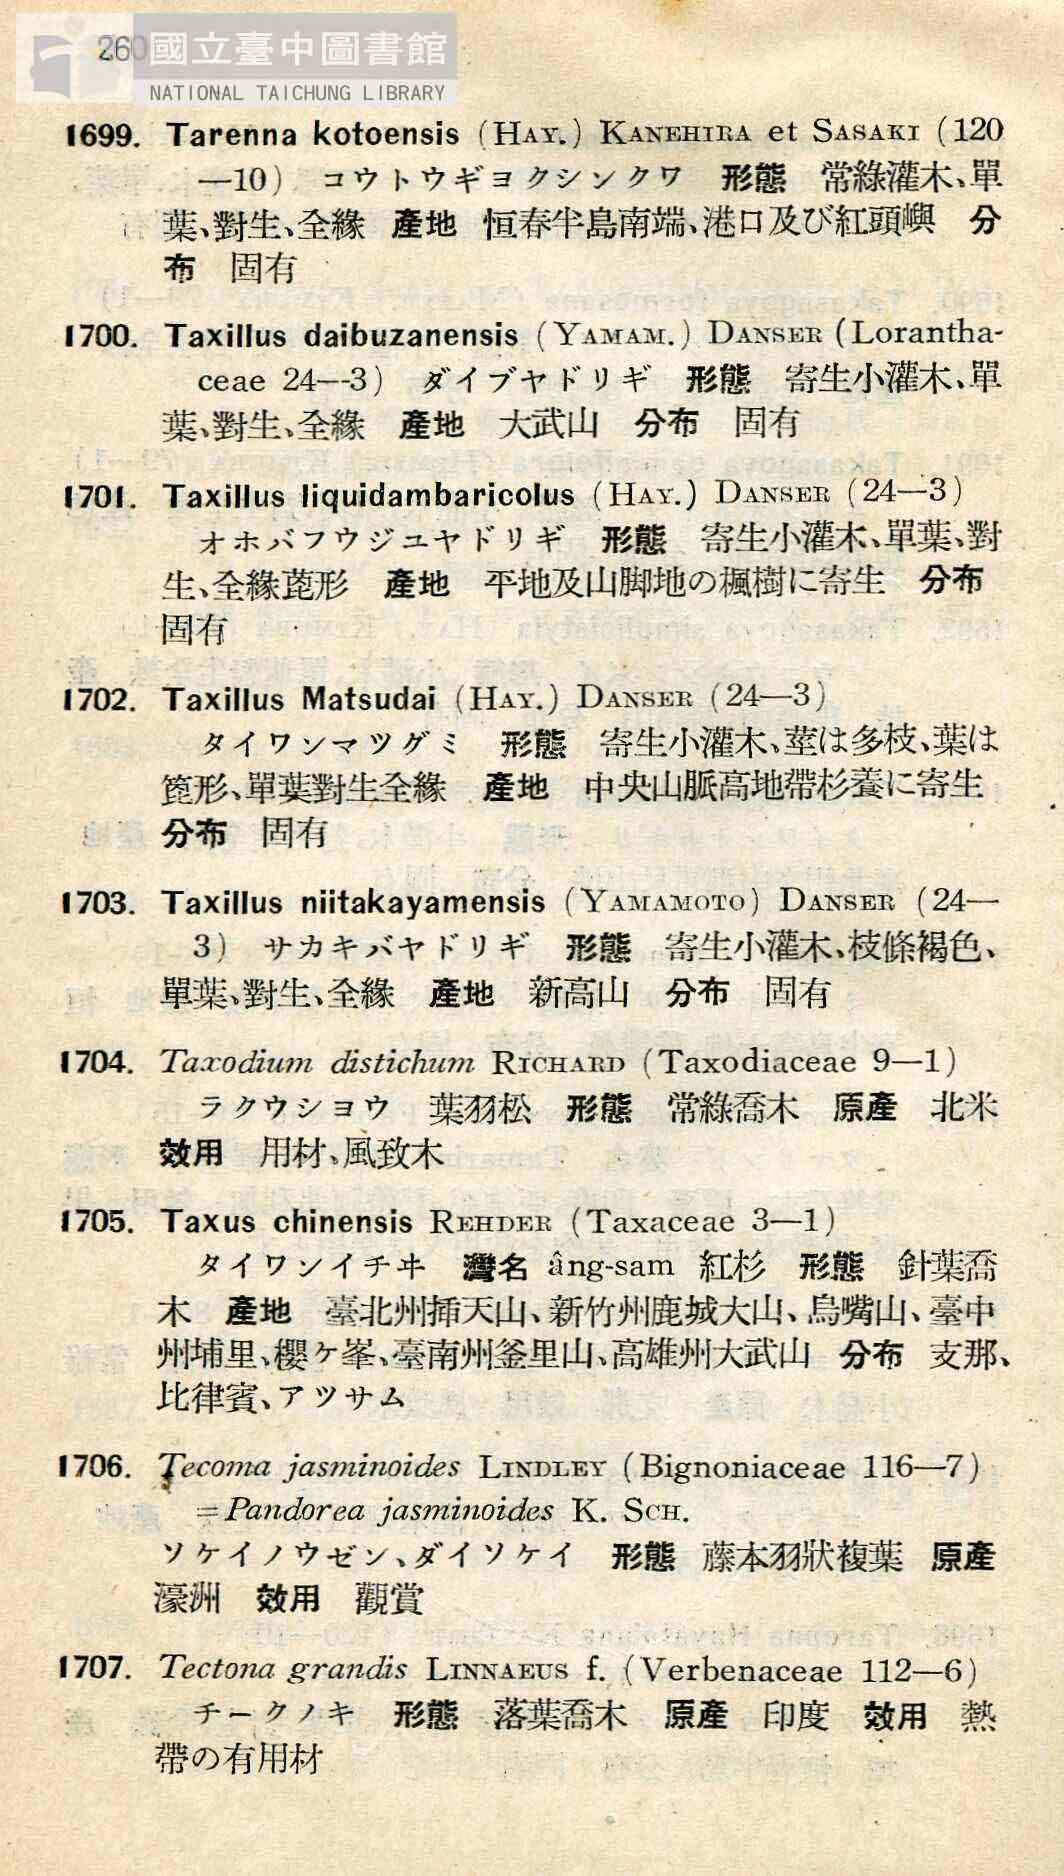 260
國立臺中圖書館
NATIONAL TAICHUNG LIBRARY
1699. Tarenna kotoensis (HAY.) KANEHIRA et SASAKI (120
—10) コウトウギヨクシンクワ 形態 常綠灌木、單
葉、對生、全緣 產地 恒春半島南端、港口及び紅頭嶼 分
布 固有
1700. Taxillus daibuzanensis (YAMAM.) DANSER (Lorantha-
ceae 24—3) ダイブヤドリギ 形態 寄生小灌木、單
葉、對生、全緣 產地 大武山 分布 固有
1701. Taxillus liquidambaricolus (HAY.) DANSER (24—3)
オホバフウジユヤドリギ 形態 寄生小灌木、單葉、對
生、全緣蓖形 產地 平地及山脚地の楓樹に寄生 分布
固有
1702. Taxillus Matsudai (HAY.) DANSER (24—3)
タイワンマツグミ 形態 寄生小灌木、莖は多枝、葉は
箆形、單葉對生全緣 產地 中央山脈高地帶杉養に寄生
分布 固有
1703. Taxillus niitakayamensis (YAMAMOTO) DANSER (24—
3) サカキバヤドリギ 形態 寄生小灌木、枝條褐色、
單葉、對生、全緣 產地 新高山 分布 固有
1704. Taxodium distichum RICHARD (Taxodiaceae 9—1)
ラクウシヨウ 葉羽松 形態 常綠喬木 原產 北米
效用 用材、風致木
1705. Taxus chinensis REHDER (Taxaceae 3—1)
タイワンイチヰ 灣名 âng-sam 紅杉 形態 針葉喬
木 產地 臺北州挿天山、新竹州鹿城大山、鳥嘴山、臺中
州埔里、櫻ケ峯、臺南州釜里山、高雄州大武山 分布 支那、
比律賓、アツサム
1706. Tecoma jasminoides LINDLEY (Bignoniaceae 116—7)
=Pandorea jasminoides K. SCH.
ソケイノウゼン、ダイソケイ 形態 藤本羽狀複葉 原產
濠洲 效用 觀賞
1707. Tectona grandis LINNAEUS f. (Verbenaceae 112—6)
チークノキ 形態 落葉喬木 原產 印度 效用 熱
帶の有用材